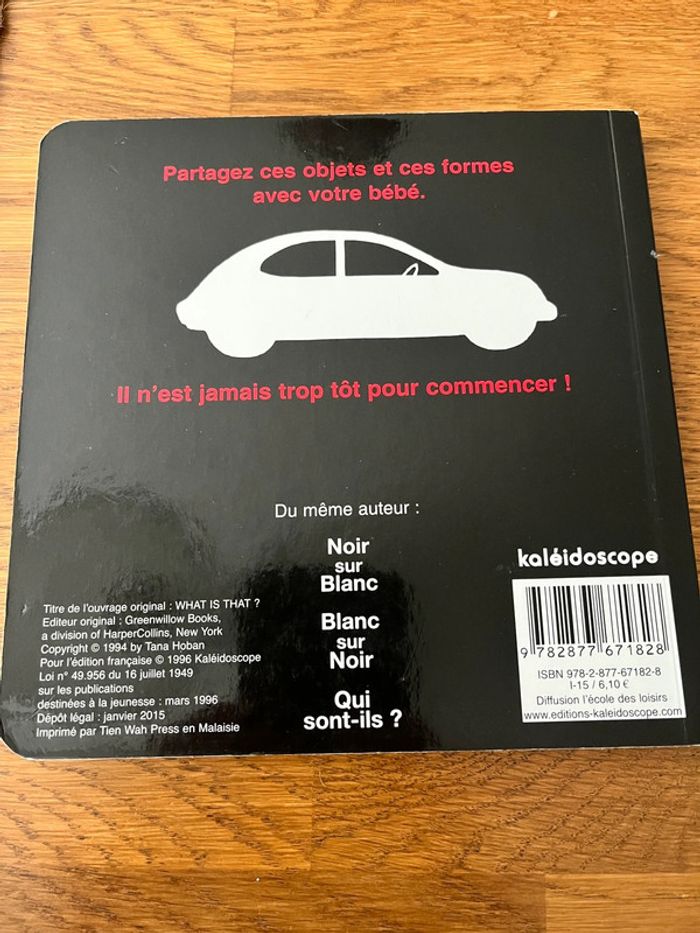 Partagez ces objets et ces formes
avec votre bébé.
Il n'est jamais trop tôt pour commencer !
Du même auteur :
Noir
sur
Blanc
Blanc
sur
Noir
Qui
sont-ils ?
Titre de l'ouvrage original : WHAT IS THAT ?
Editeur original : Greenwillow Books,
a division of HarperCollins, New York
Copyright © 1994 by Tana Hoban
Pour l'édition française © 1996 Kaléidoscope
Loi n° 49.956 du 16 juillet 1949
sur les publications
destinées à la jeunesse : mars 1996
Dépôt légal : janvier 2015
Imprimé par Tien Wah Press en Malaisie
kaléidoscope
9 782877 671828
ISBN 978-2-877-67182-8
I-15 / 6,10 €
Diffusion l'école des loisirs
www.editions-kaleidoscope.com